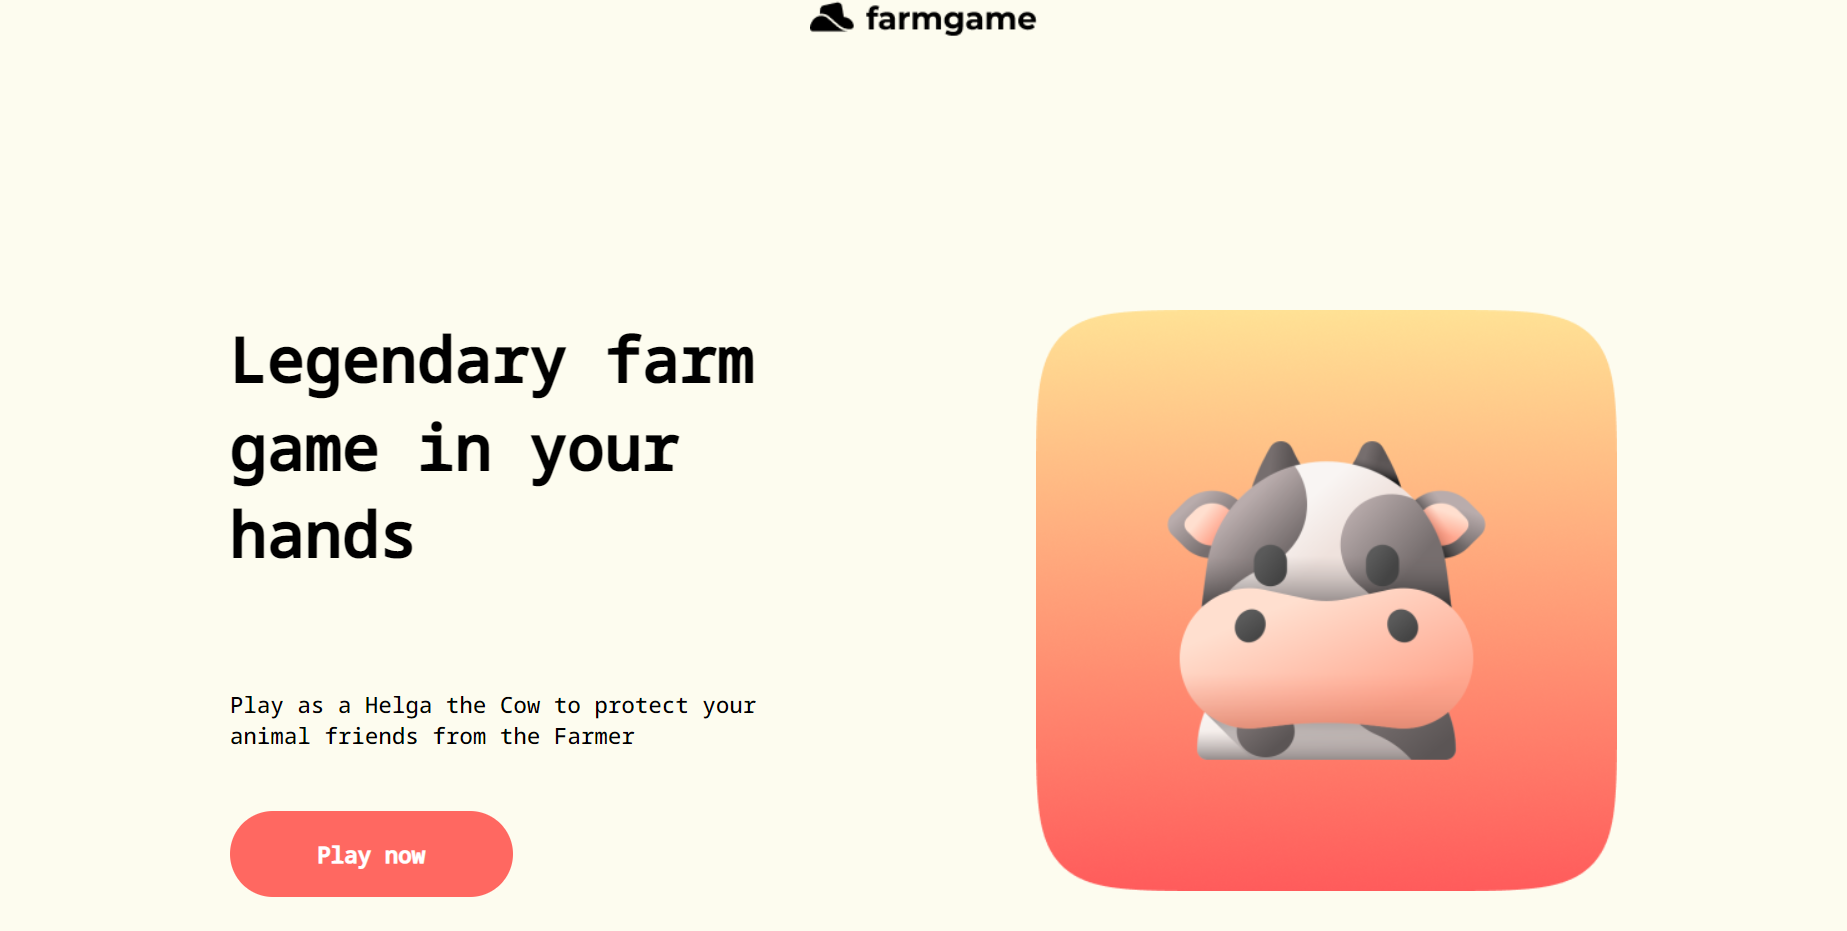 farmgame
Legendary farm
game in your
hands
Play as a Helga the Cow to protect your
animal friends from the Farmer
Play now